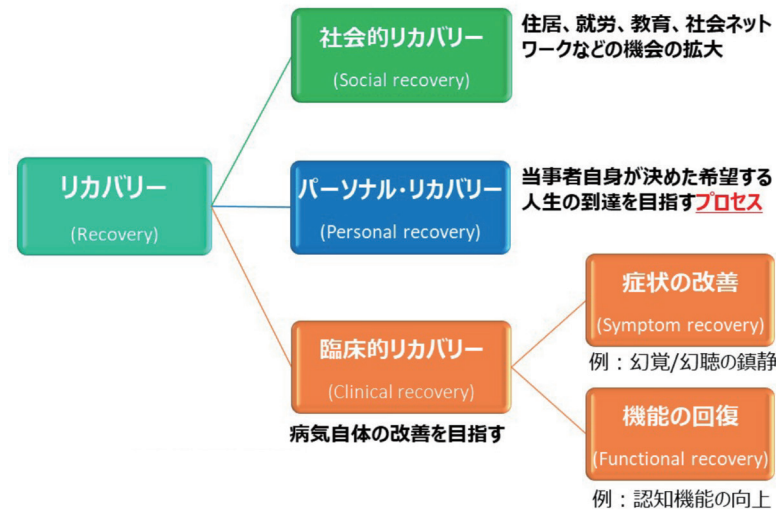 社会的リカバリー
(Social recovery)
住居、就労、教育、社会ネット
ワークなどの機会の拡大
リカバリー
(Recovery)
パーソナル・リカバリー
(Personal recovery)
当事者自身が決めた希望する
人生の到達を目指すプロセス
臨床的リカバリー
(Clinical recovery)
病気自体の改善を目指す
症状の改善
(Symptom recovery)
例：幻覚/幻聴の鎮静
機能の回復
(Functional recovery)
例：認知機能の向上